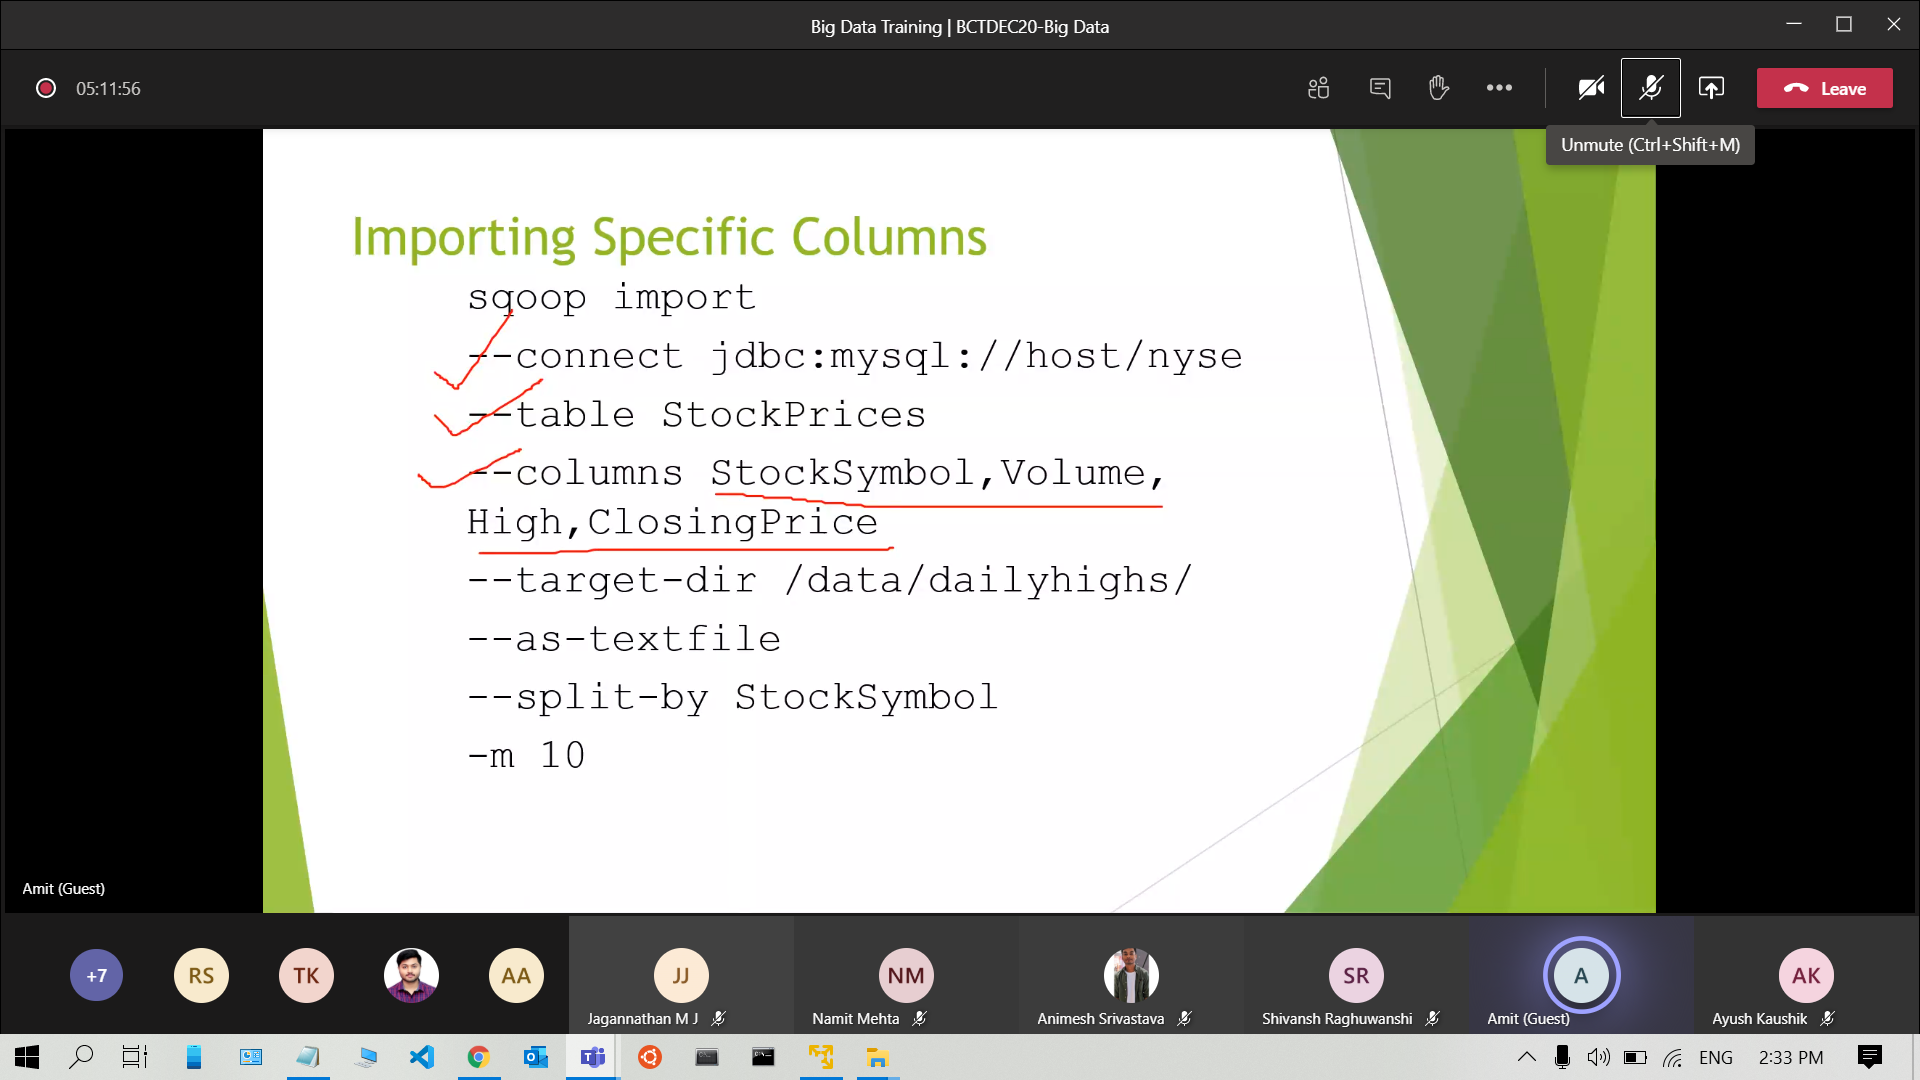 Big Data Training | BCTDEC20-Big Data
05:11:56
Leave
Unmute (Ctrl+Shift+M)
Importing Specific Columns
sqoop import
--connect jdbc:mysql://host/nyse
--table StockPrices
--columns StockSymbol,Volume,
High,ClosingPrice
--target-dir /data/dailyhighs/
--as-textfile
--split-by StockSymbol
-m 10
Amit (Guest)
+7
RS
TK
AA
JJ
NM
SR
A
AK
Jagannathan M J
Namit Mehta
Animesh Srivastava
Shivansh Raghuwanshi
Amit (Guest)
Ayush Kaushik
ENG
2:33 PM